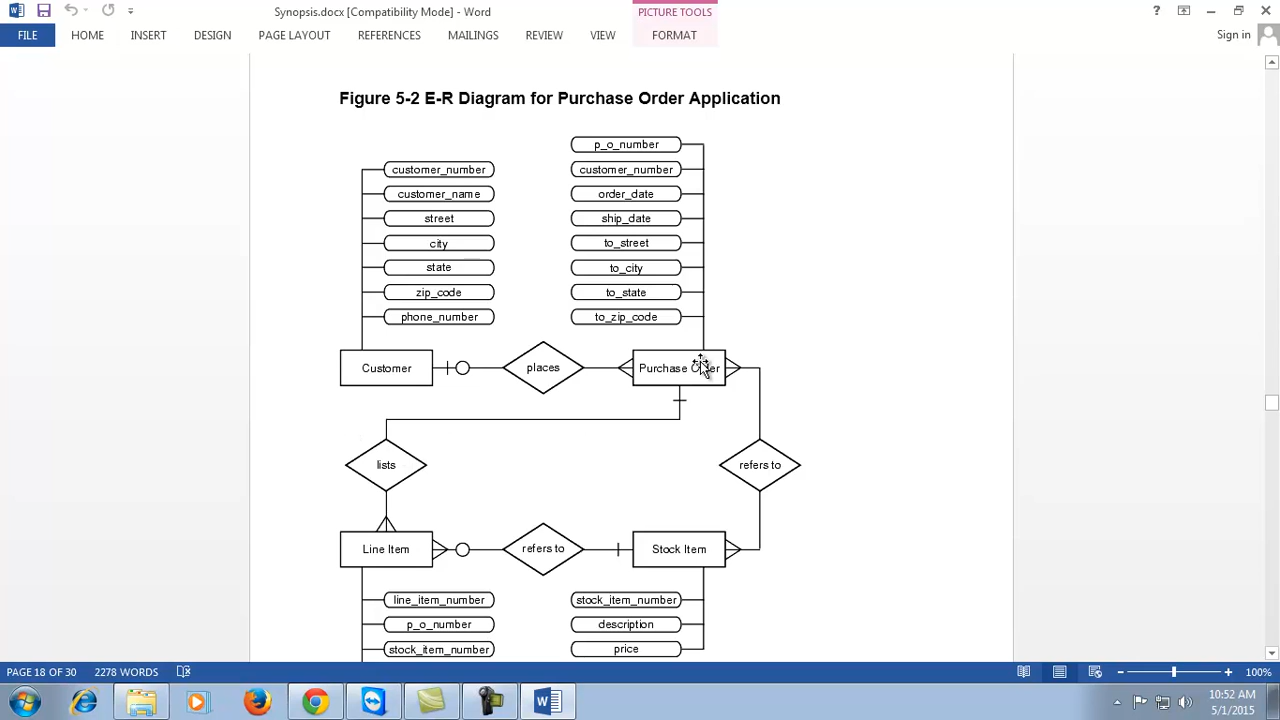 Synopsis.docx [Compatibility Mode] - Word
PICTURE TOOLS
?
FILE
HOME
INSERT
DESIGN
PAGE LAYOUT
REFERENCES
MAILINGS
REVIEW
VIEW
FORMAT
Sign in
Figure 5-2 E-R Diagram for Purchase Order Application
customer_number
customer_name
street
city
state
zip_code
phone_number
p_o_number
customer_number
order_date
ship_date
to_street
to_city
to_state
to_zip_code
Customer
places
Purchase Order
lists
refers to
Line Item
refers to
Stock Item
line_item_number
p_o_number
stock_item_number
stock_item_number
description
price
PAGE 18 OF 30
2278 WORDS
100%
10:52 AM
5/1/2015